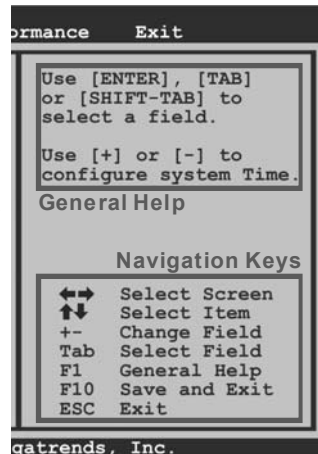 ormance Exit
Use [ENTER], [TAB]
or [SHIFT-TAB] to
select a field.
Use [+] or [-] to
configure system Time.
General Help
Navigation Keys
←→ Select Screen
↑↓ Select Item
+- Change Field
Tab Select Field
F1 General Help
F10 Save and Exit
ESC Exit
gatrends, Inc.